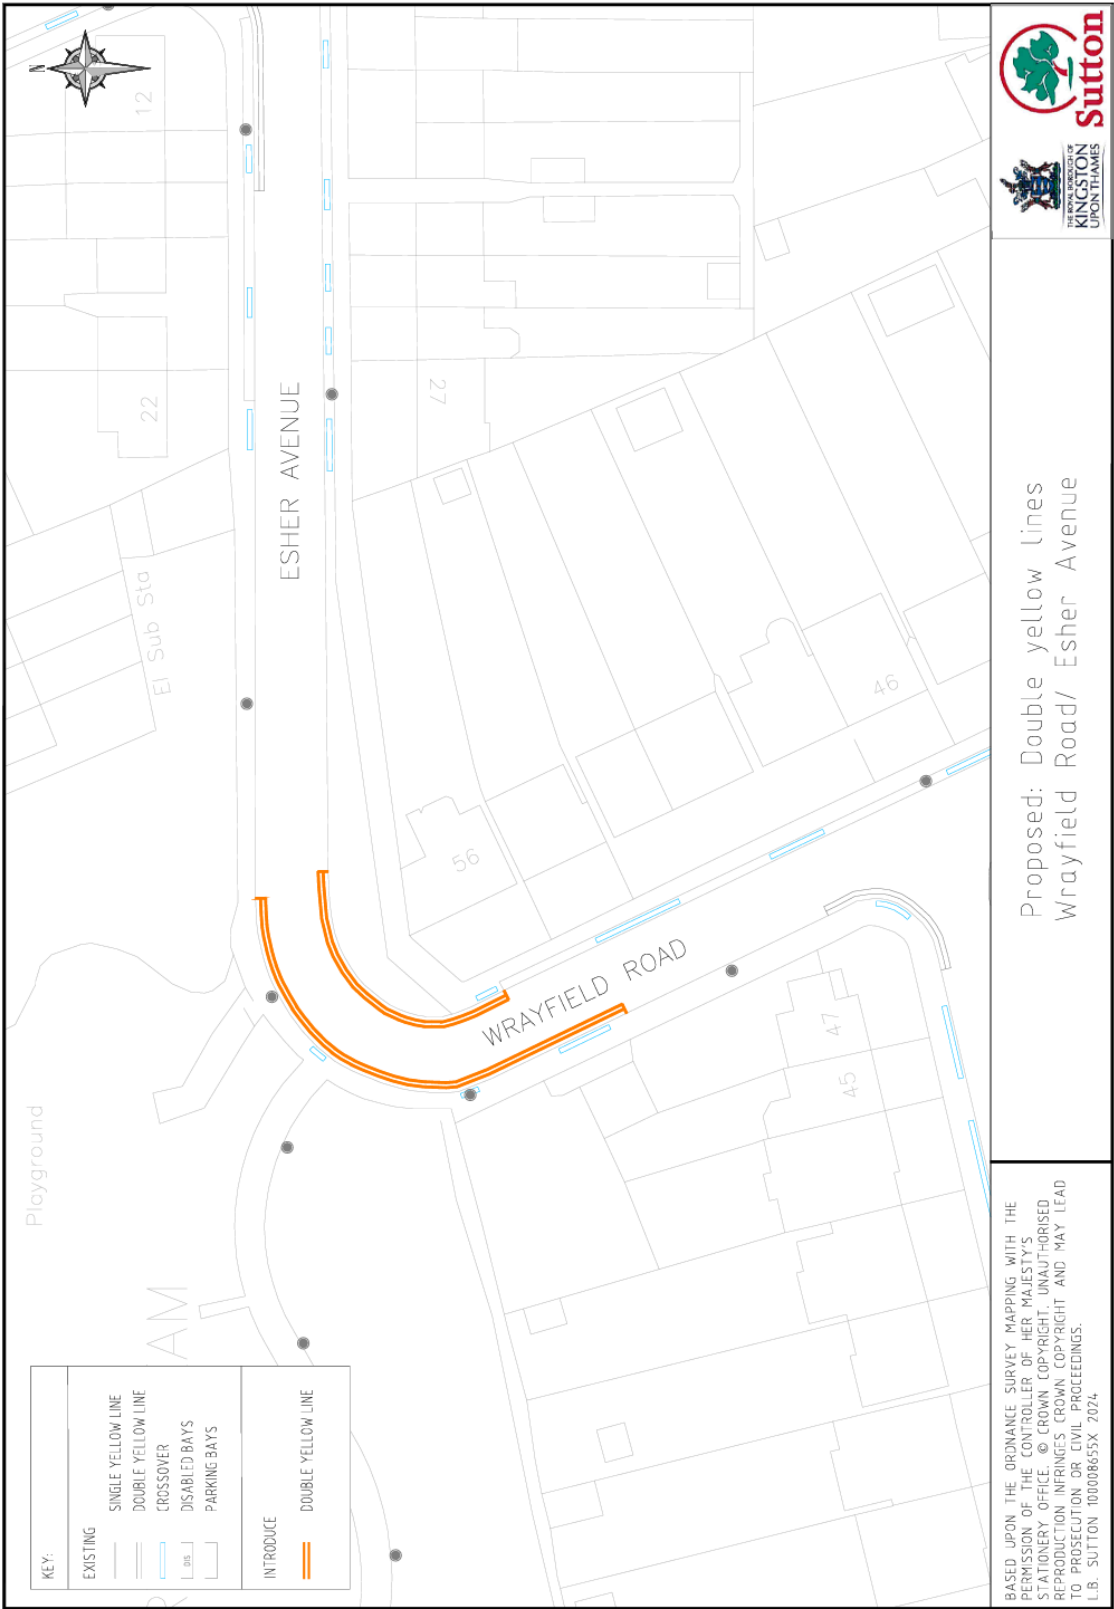 KEY:
EXISTING
SINGLE YELLOW LINE
DOUBLE YELLOW LINE
CROSSOVER
DIS
DISABLED BAYS
PARKING BAYS
INTRODUCE
DOUBLE YELLOW LINE
N
Playground
AM
El Sub Sta
12
22
27
ESHER AVENUE
56
46
WRAYFIELD ROAD
47
45
BASED UPON THE ORDNANCE SURVEY MAPPING WITH THE
PERMISSION OF THE CONTROLLER OF HER MAJESTY'S
STATIONERY OFFICE. © CROWN COPYRIGHT. UNAUTHORISED
REPRODUCTION INFRINGES CROWN COPYRIGHT AND MAY LEAD
TO PROSECUTION OR CIVIL PROCEEDINGS.
L.B. SUTTON 100008655X 2024
Proposed: Double yellow lines
Wrayfield Road/ Esher Avenue
THE ROYAL BOROUGH OF
KINGSTON
UPON THAMES
Sutton